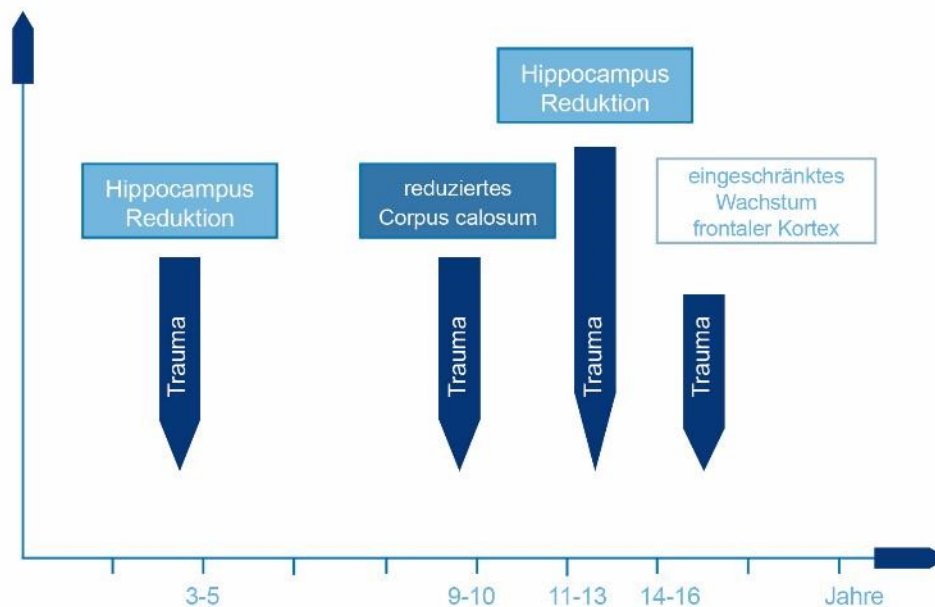 Hippocampus
Reduktion
Hippocampus
Reduktion
reduziertes
Corpus calosum
eingeschränktes
Wachstum
frontaler Kortex
Trauma
Trauma
Trauma
Trauma
3-5
9-10
11-13
14-16
Jahre